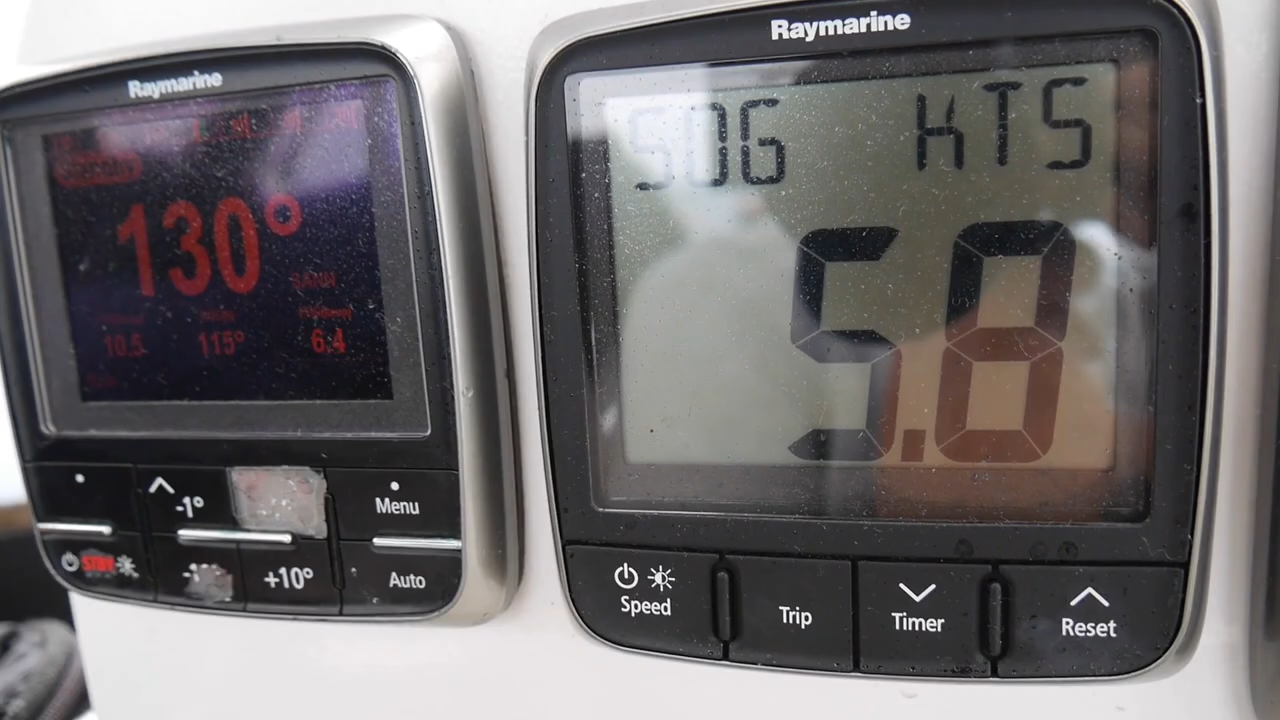 Raymarine
130°
10.5 115° 6.4
-1°
Menu
STBY
+10°
Auto
Raymarine
SOG KTS
5.8
Speed
Trip
Timer
Reset